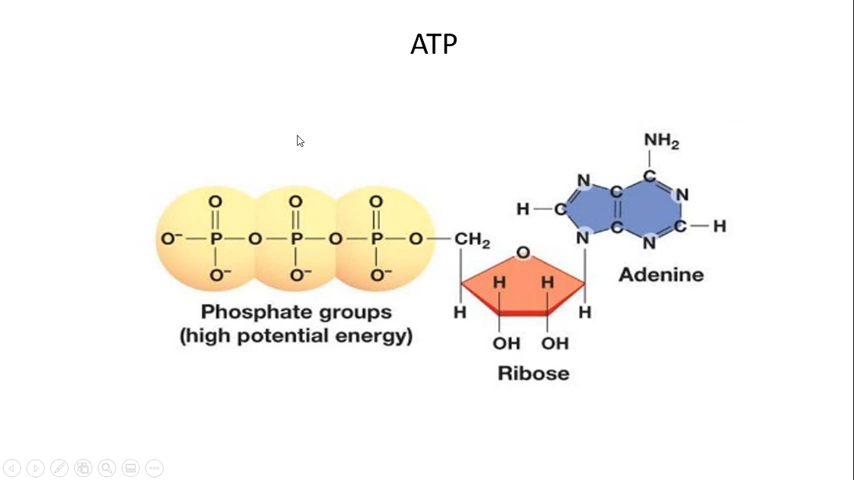 ATP
NH₂
N
C
C
N
H
C
C
C
H
N
N
O
O
O
O⁻
P
O
P
O
P
O
CH₂
O⁻
O⁻
O⁻
O
Adenine
H
H
H
H
Phosphate groups
(high potential energy)
OH
OH
Ribose